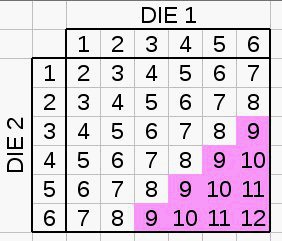 DIE 1
1 2 3 4 5 6
1 2 3 4 5 6 7
2 3 4 5 6 7 8
3 4 5 6 7 8 9
4 5 6 7 8 9 10
5 6 7 8 9 10 11
6 7 8 9 10 11 12
DIE 2